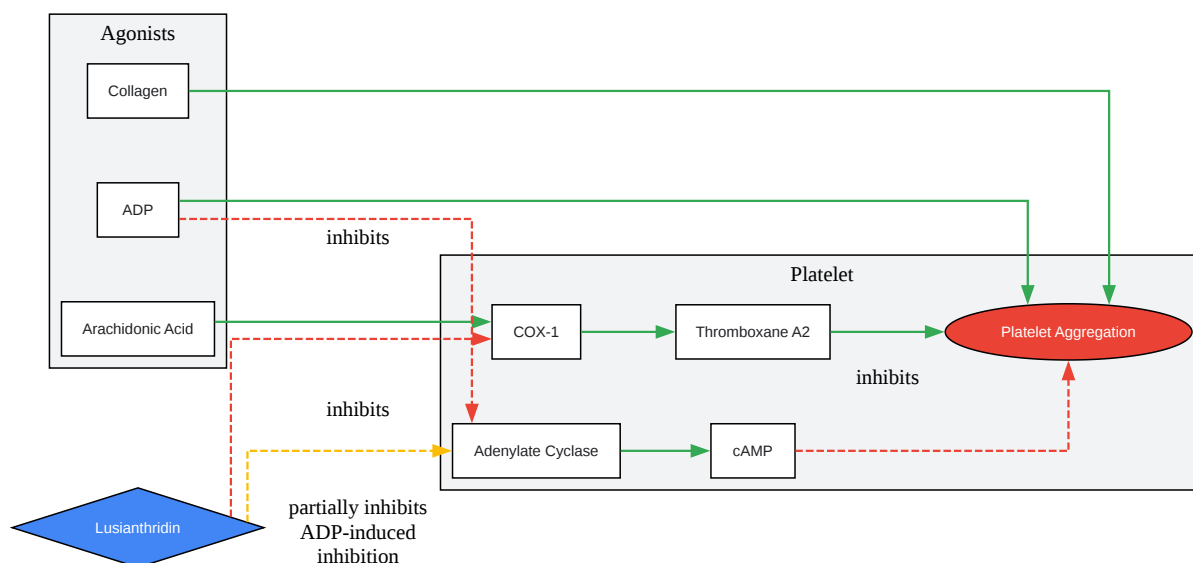 Agonists
Collagen
ADP
inhibits
Platelet
Arachidonic Acid
COX-1
Thromboxane A2
Platelet Aggregation
inhibits
inhibits
Adenylate Cyclase
cAMP
Lusianthridin
partially inhibits
ADP-induced
inhibition